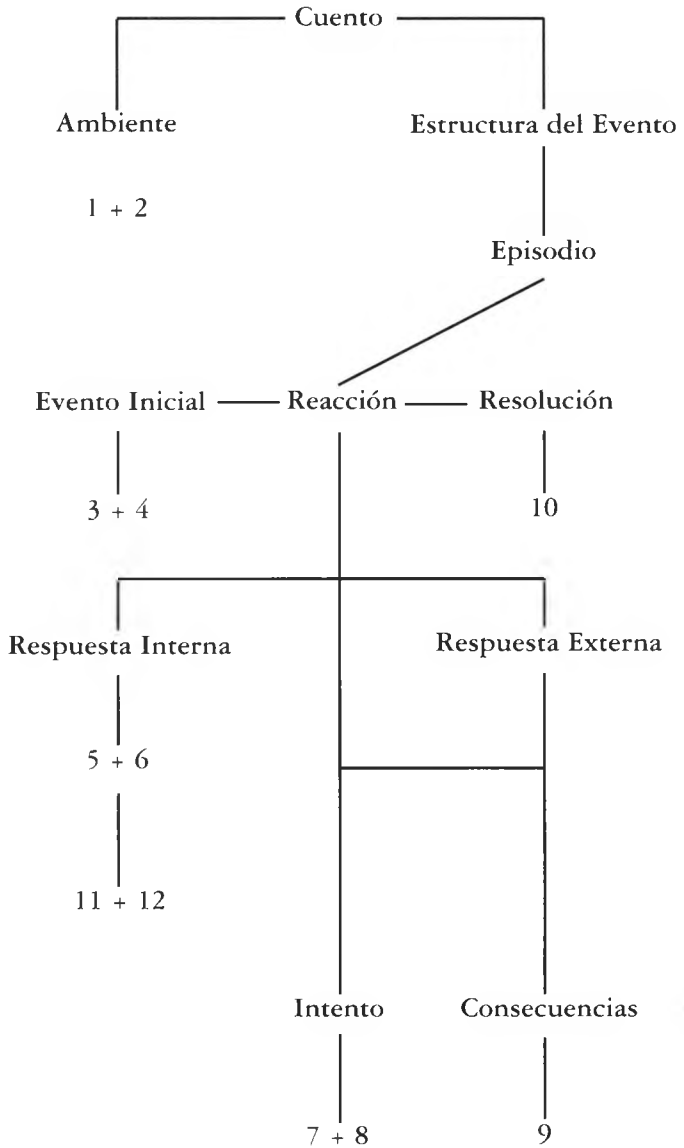 Cuento
Ambiente
Estructura del Evento
1 + 2
Episodio
Evento Inicial
Reacción
Resolución
3 + 4
10
Respuesta Interna
Respuesta Externa
5 + 6
11 + 12
Intento
Consecuencias
7 + 8
9